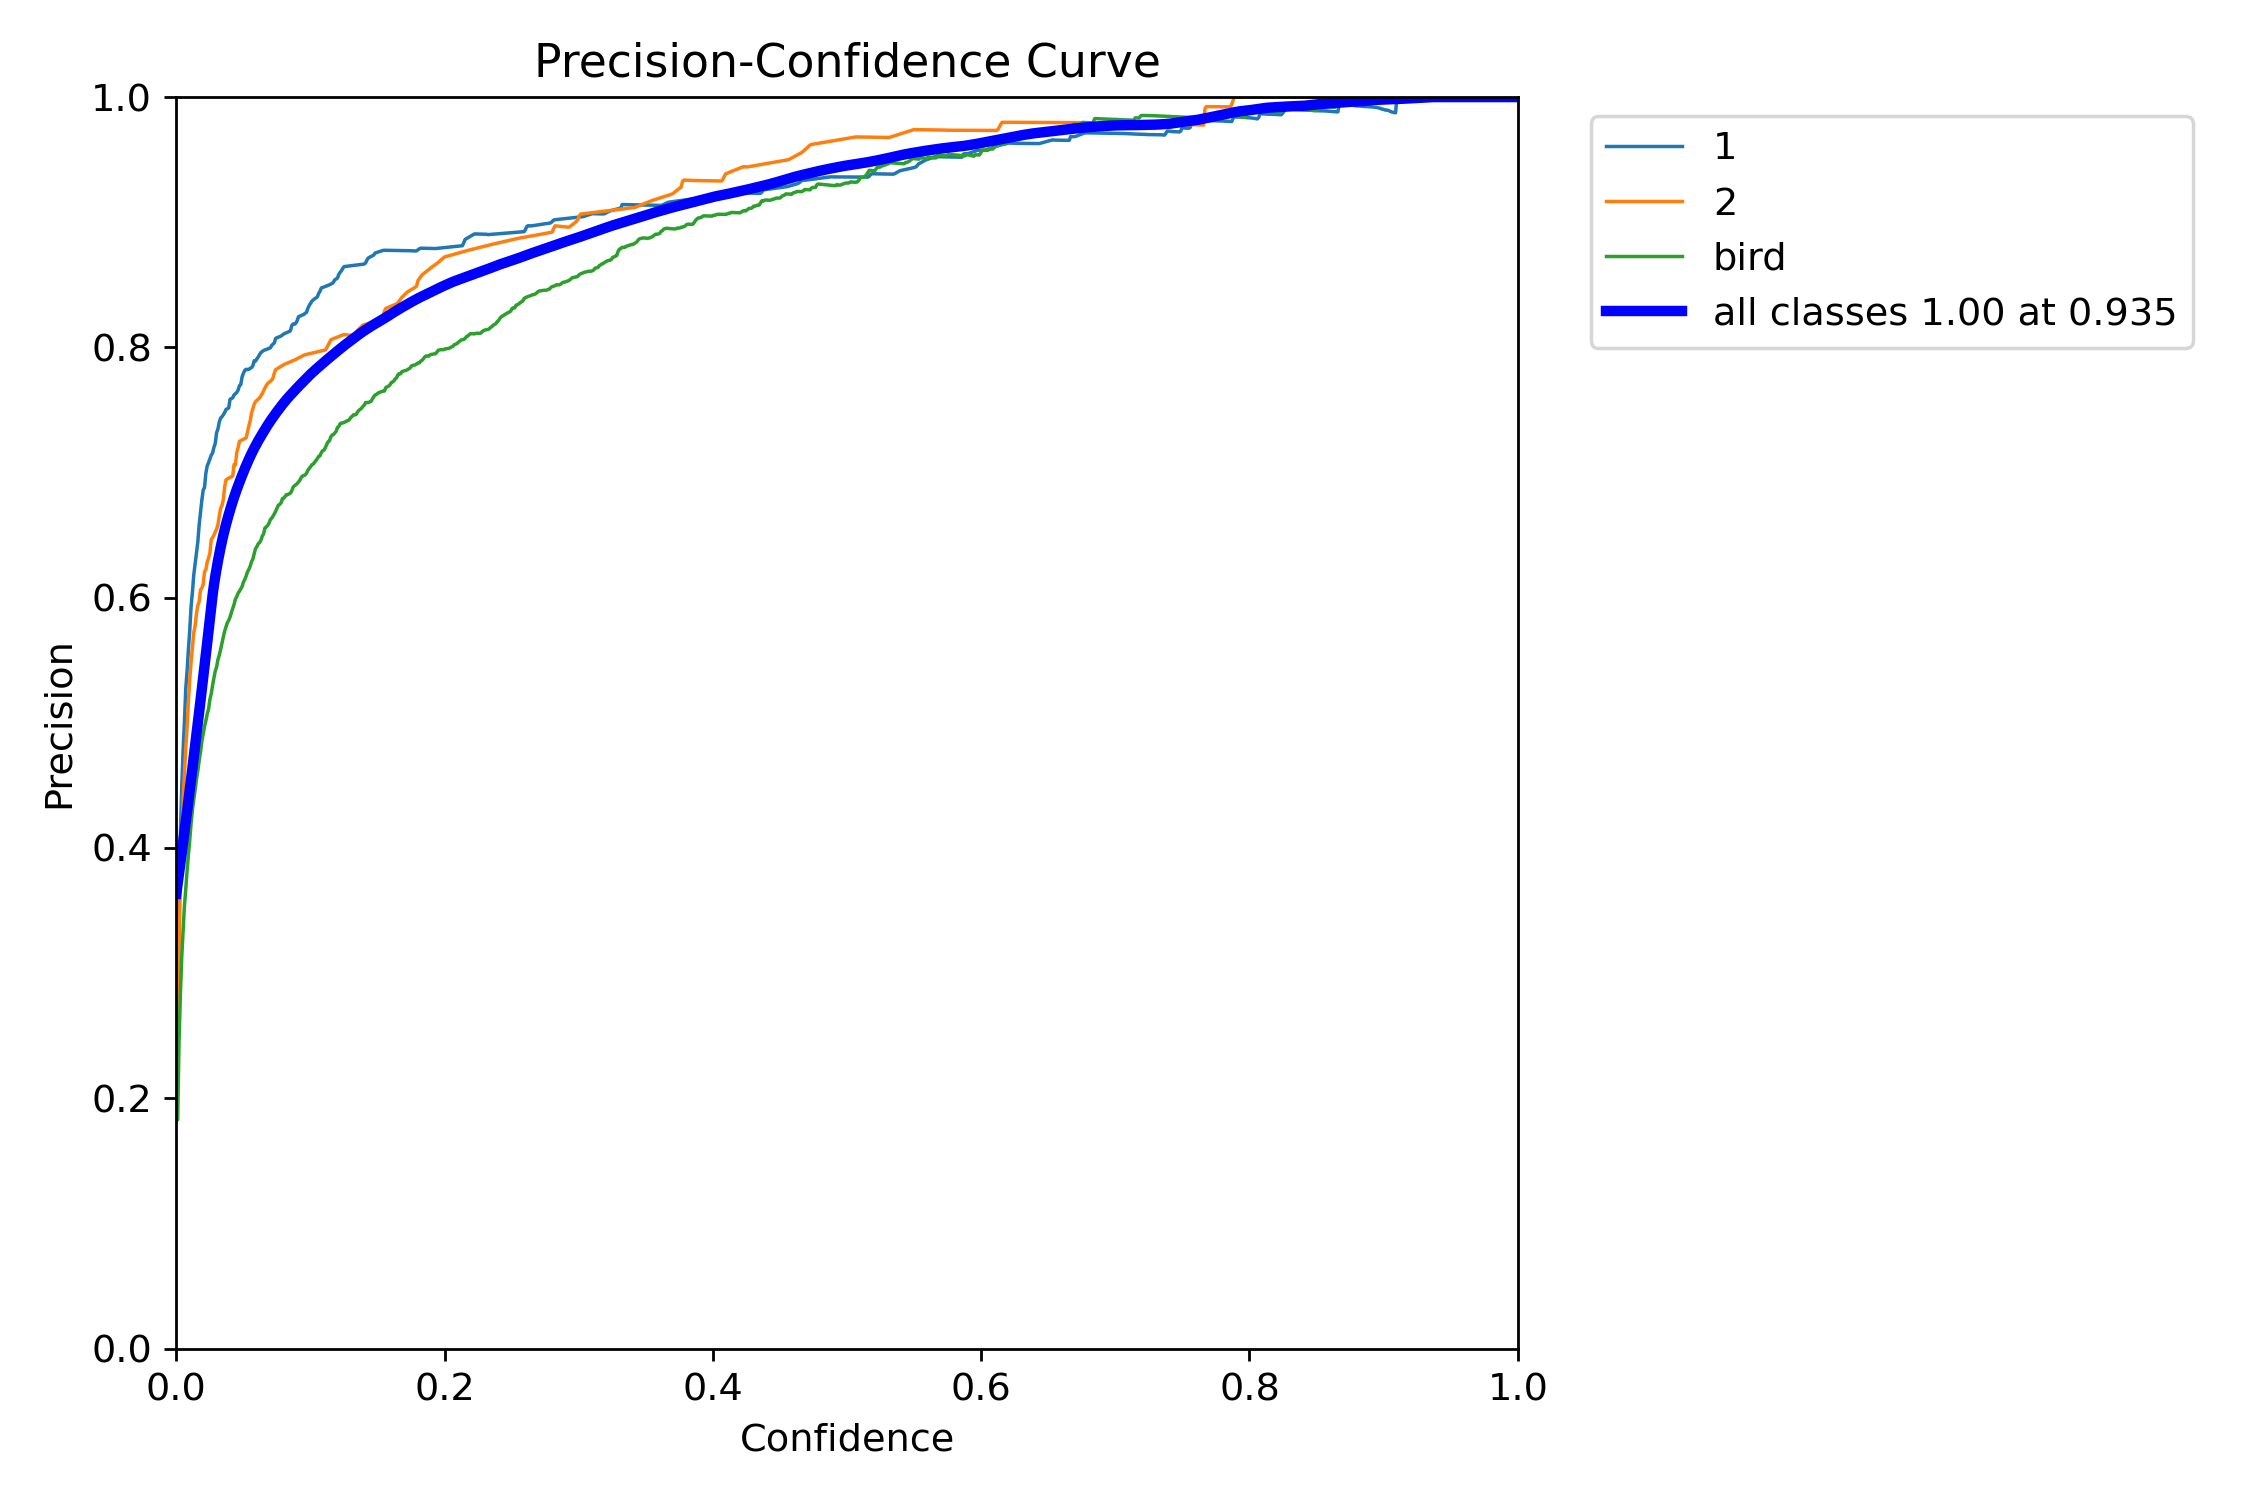 Precision-Confidence Curve
1.0
0.8
0.6
0.4
0.2
0.0
Precision
0.0 0.2 0.4 0.6 0.8 1.0
Confidence
1
2
bird
all classes 1.00 at 0.935